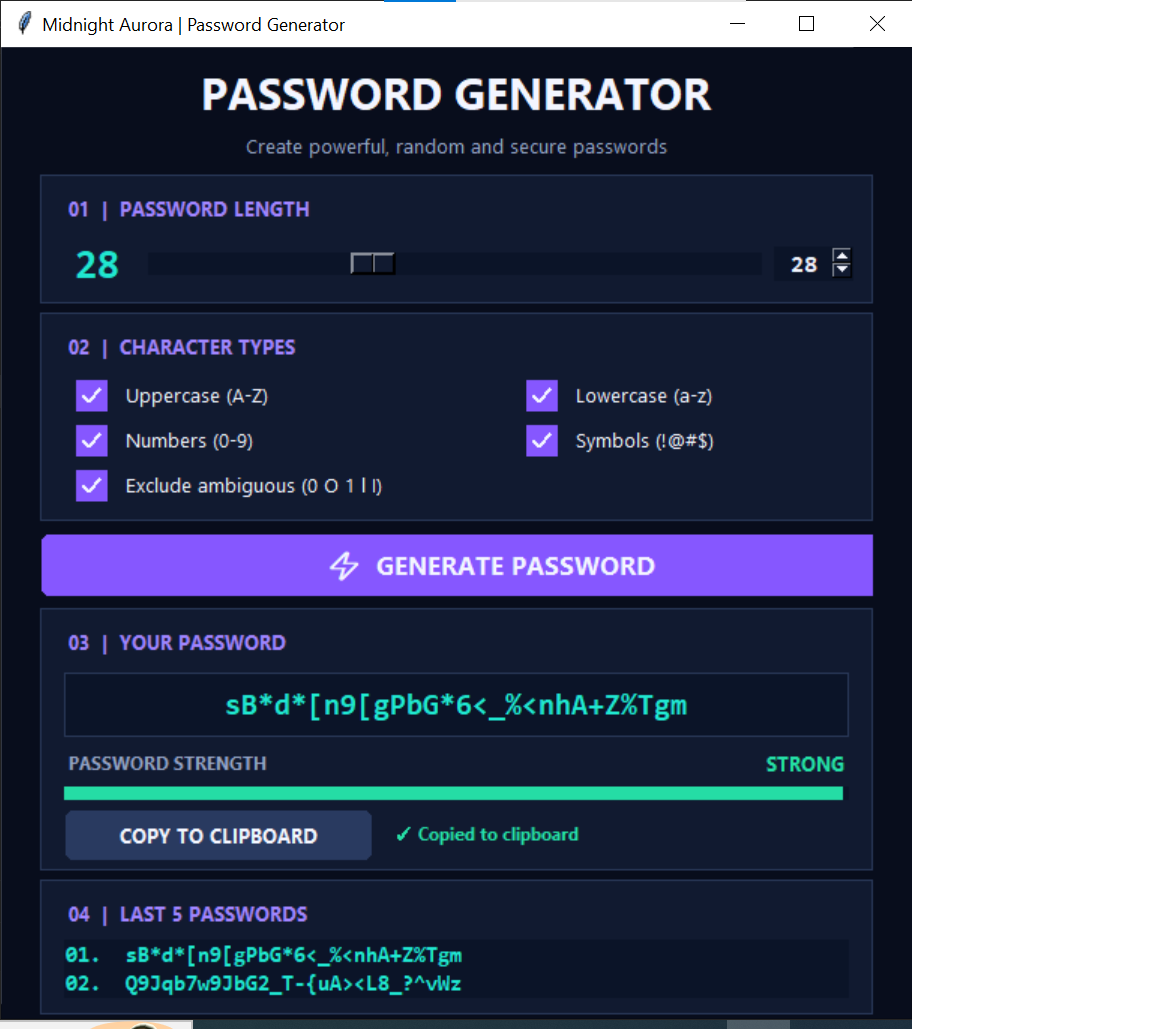 Midnight Aurora | Password Generator
PASSWORD GENERATOR
Create powerful, random and secure passwords
01 | PASSWORD LENGTH
28
28
02 | CHARACTER TYPES
Uppercase (A-Z)
Lowercase (a-z)
Numbers (0-9)
Symbols (!@#$)
Exclude ambiguous (0 O 1 l I)
GENERATE PASSWORD
03 | YOUR PASSWORD
sB*d*[n9[gPbG*6<_%<nhA+Z%Tgm
PASSWORD STRENGTH
STRONG
COPY TO CLIPBOARD
✓ Copied to clipboard
04 | LAST 5 PASSWORDS
01. sB*d*[n9[gPbG*6<_%<nhA+Z%Tgm
02. Q9Jqb7w9JbG2_T-{uA><L8_?^vWz